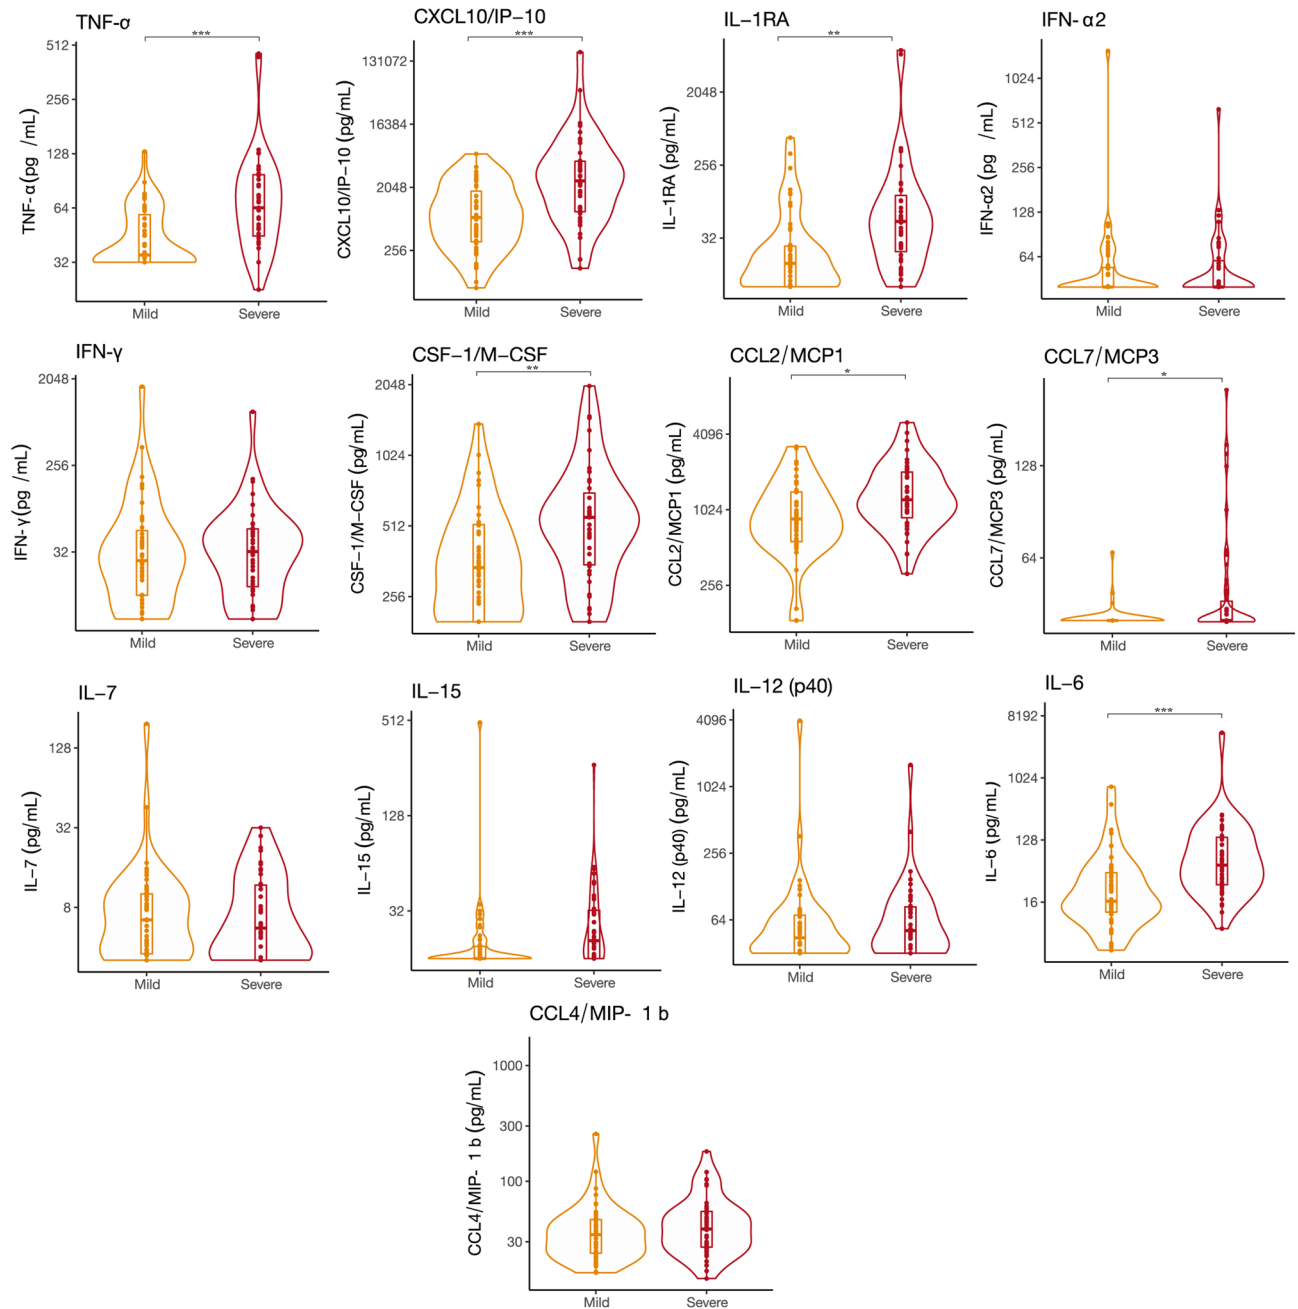 TNF-α
***
TNF-α(pg /mL)
512
256
128
64
32
Mild
Severe
CXCL10/IP−10
***
CXCL10/IP−10 (pg/mL)
131072
16384
2048
256
Mild
Severe
IL−1RA
**
IL−1RA (pg/mL)
2048
256
32
Mild
Severe
IFN- α2
IFN-α2 (pg /mL)
1024
512
256
128
64
Mild
Severe
IFN-γ
IFN-γ(pg /mL)
2048
256
32
Mild
Severe
CSF−1/M−CSF
**
CSF−1/M−CSF (pg/mL)
2048
1024
512
256
Mild
Severe
CCL2/MCP1
*
CCL2/MCP1 (pg/mL)
4096
1024
256
Mild
Severe
CCL7/MCP3
*
CCL7/MCP3 (pg/mL)
128
64
Mild
Severe
IL−7
IL−7 (pg/mL)
128
32
8
Mild
Severe
IL−15
IL−15 (pg/mL)
512
128
32
Mild
Severe
IL−12 (p40)
IL−12 (p40) (pg/mL)
4096
1024
256
64
Mild
Severe
IL−6
***
IL−6 (pg/mL)
8192
1024
128
16
Mild
Severe
CCL4/MIP- 1 b
CCL4/MIP- 1 b (pg/mL)
1000
300
100
30
Mild
Severe